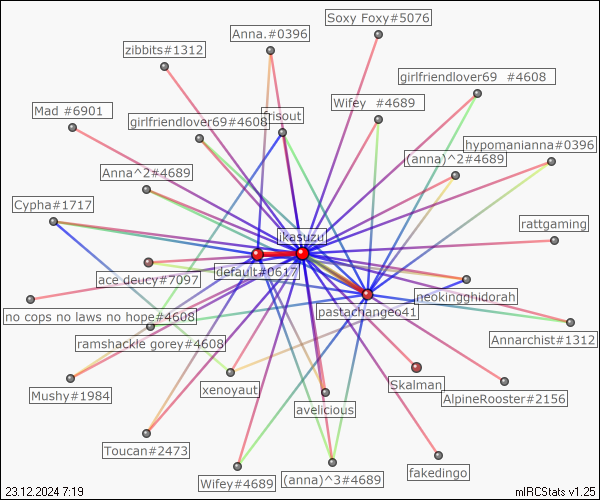 Soxy Foxy#5076
Anna.#0396
zibbits#1312
girlfriendlover69 #4608
Mad #6901
Wifey #4689
girlfriendlover69#4608
frisout
hypomanianna#0396
(anna)^2#4689
Anna^2#4689
Cypha#1717
rattgaming
ikasuzu
default#0617
ace deucy#7097
neokingghidorah
pastachangeo41
no cops no laws no hope#4608
Annarchist#1312
ramshackle gorey#4608
Skalman
xenoyaut
Mushy#1984
AlpineRooster#2156
avelicious
Toucan#2473
fakedingo
Wifey#4689
(anna)^3#4689
23.12.2024 7:19
mIRCStats v1.25